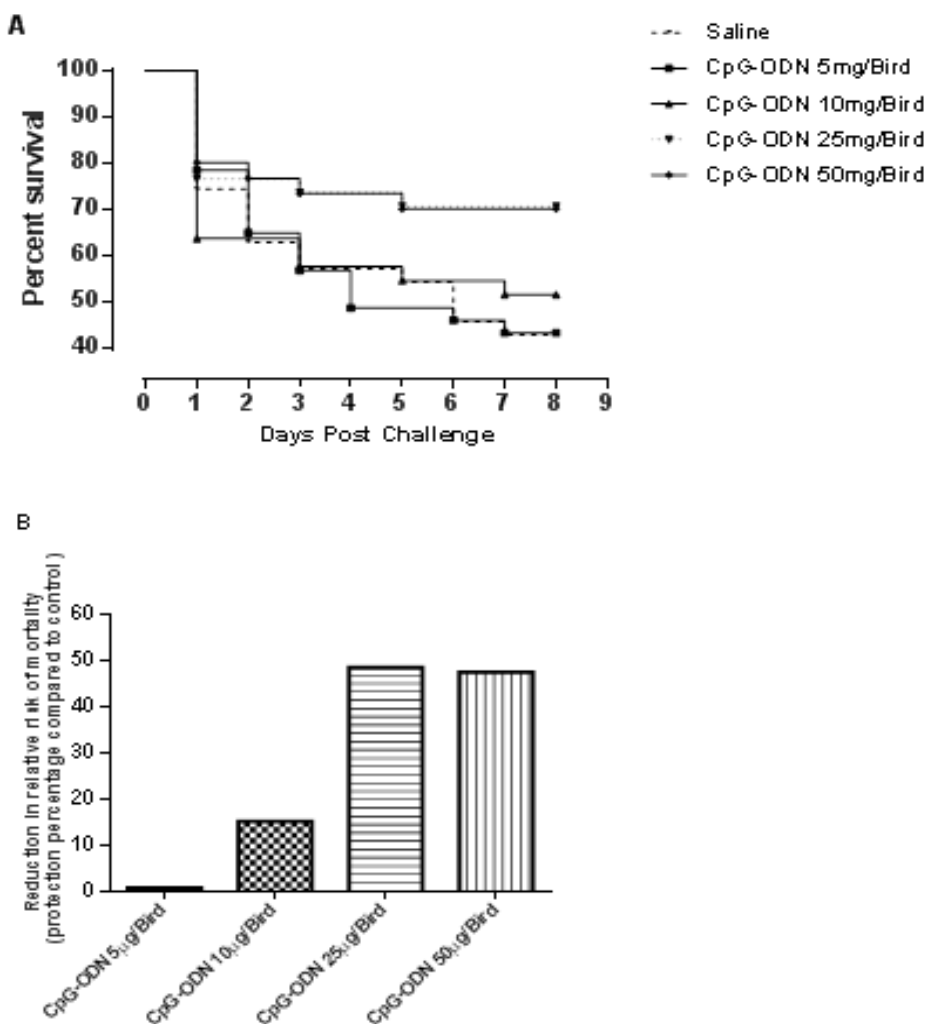 A
Saline
CpG-ODN 5mg/Bird
CpG-ODN 10mg/Bird
CpG-ODN 25mg/Bird
CpG-ODN 50mg/Bird
Percent survival
100
90
80
70
60
50
40
0 1 2 3 4 5 6 7 8 9
Days Post Challenge
B
Reduction in relative risk of mortality
(protection percentage compared to control)
60
50
40
30
20
10
0
CpG-ODN 5μg/Bird
CpG-ODN 10μg/Bird
CpG-ODN 25μg/Bird
CpG-ODN 50μg/Bird